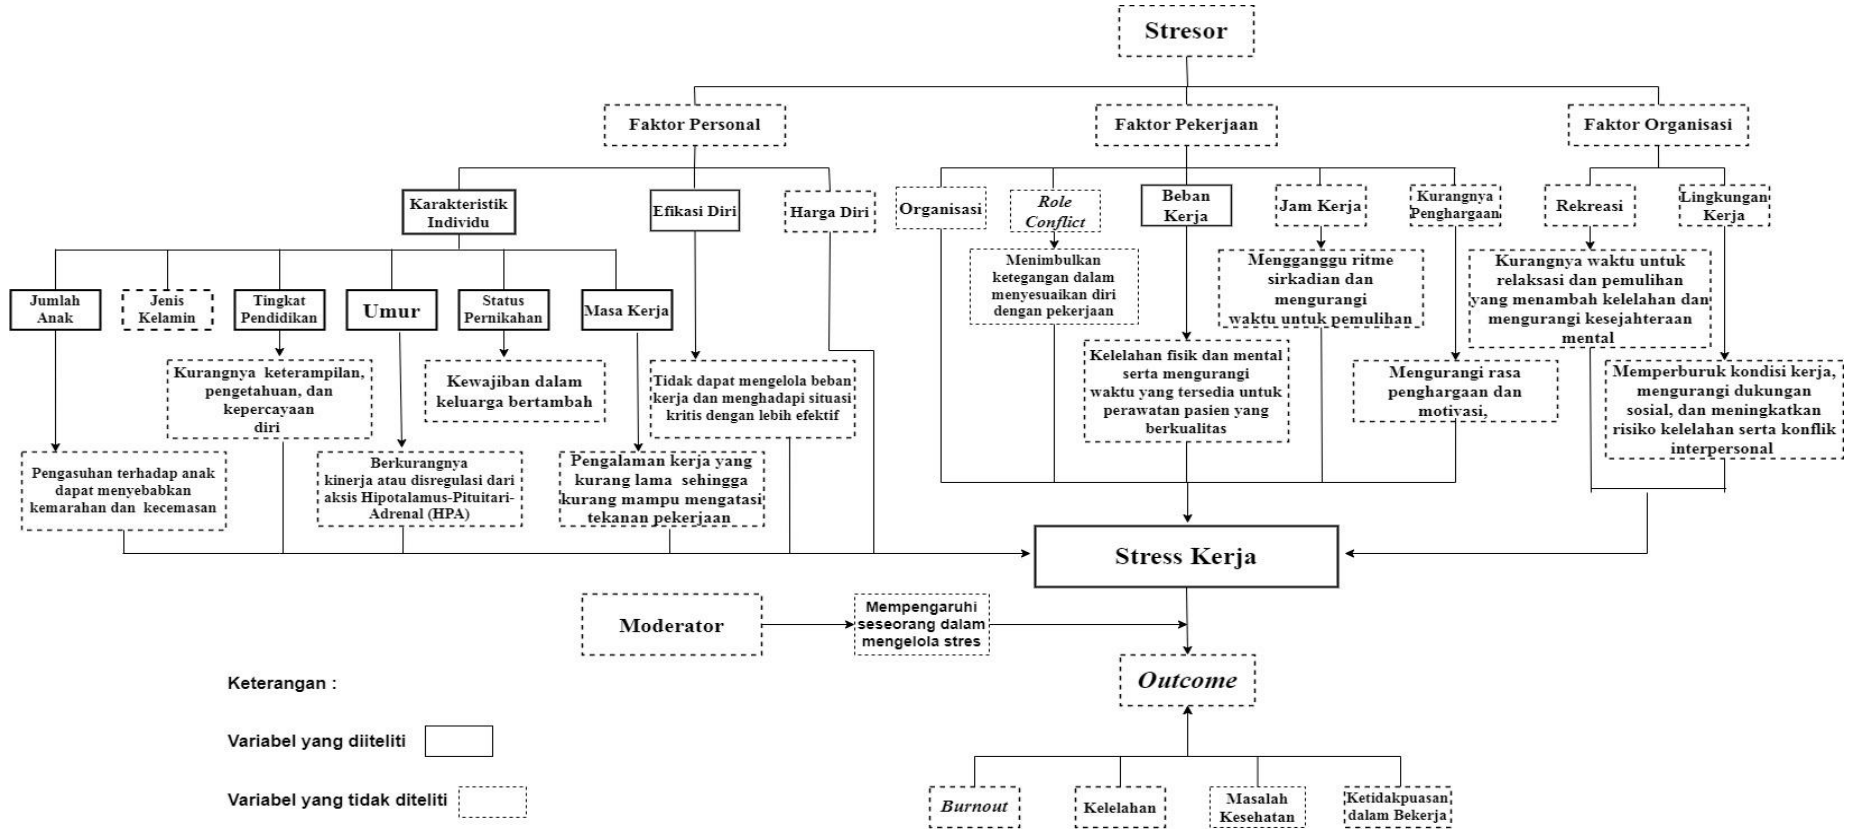 Stresor
Faktor Personal
Faktor Pekerjaan
Faktor Organisasi
Karakteristik
Individu
Efikasi Diri
Harga Diri
Organisasi
Role
Conflict
Beban
Kerja
Jam Kerja
Kurangnya
Penghargaan
Rekreasi
Lingkungan
Kerja
Jumlah
Anak
Jenis
Kelamin
Tingkat
Pendidikan
Umur
Status
Pernikahan
Masa Kerja
Menimbulkan
ketegangan dalam
menyesuaikan diri
dengan pekerjaan
Mengganggu ritme
sirkadian dan
mengurangi
waktu untuk pemulihan
Kurangnya waktu untuk
relaksasi dan pemulihan
yang menambah kelelahan dan
mengurangi kesejahteraan
mental
Kurangnya keterampilan,
pengetahuan, dan
kepercayaan
diri
Kewajiban dalam
keluarga bertambah
Tidak dapat mengelola beban
kerja dan menghadapi situasi
kritis dengan lebih efektif
Kelelahan fisik dan mental
serta mengurangi
waktu yang tersedia untuk
perawatan pasien yang
berkualitas
Mengurangi rasa
penghargaan dan
motivasi,
Memperburuk kondisi kerja,
mengurangi dukungan
sosial, dan meningkatkan
risiko kelelahan serta konflik
interpersonal
Pengasuhan terhadap anak
dapat menyebabkan
kemarahan dan kecemasan
Berkurangnya
kinerja atau disregulasi dari
aksis Hipotalamus-Pituitari-
Adrenal (HPA)
Pengalaman kerja yang
kurang lama sehingga
kurang mampu mengatasi
tekanan pekerjaan
Stress Kerja
Moderator
Mempengaruhi
seseorang dalam
mengelola stres
Outcome
Keterangan :
Variabel yang diiteliti
Variabel yang tidak diteliti
Burnout
Kelelahan
Masalah
Kesehatan
Ketidakpuasan
dalam Bekerja